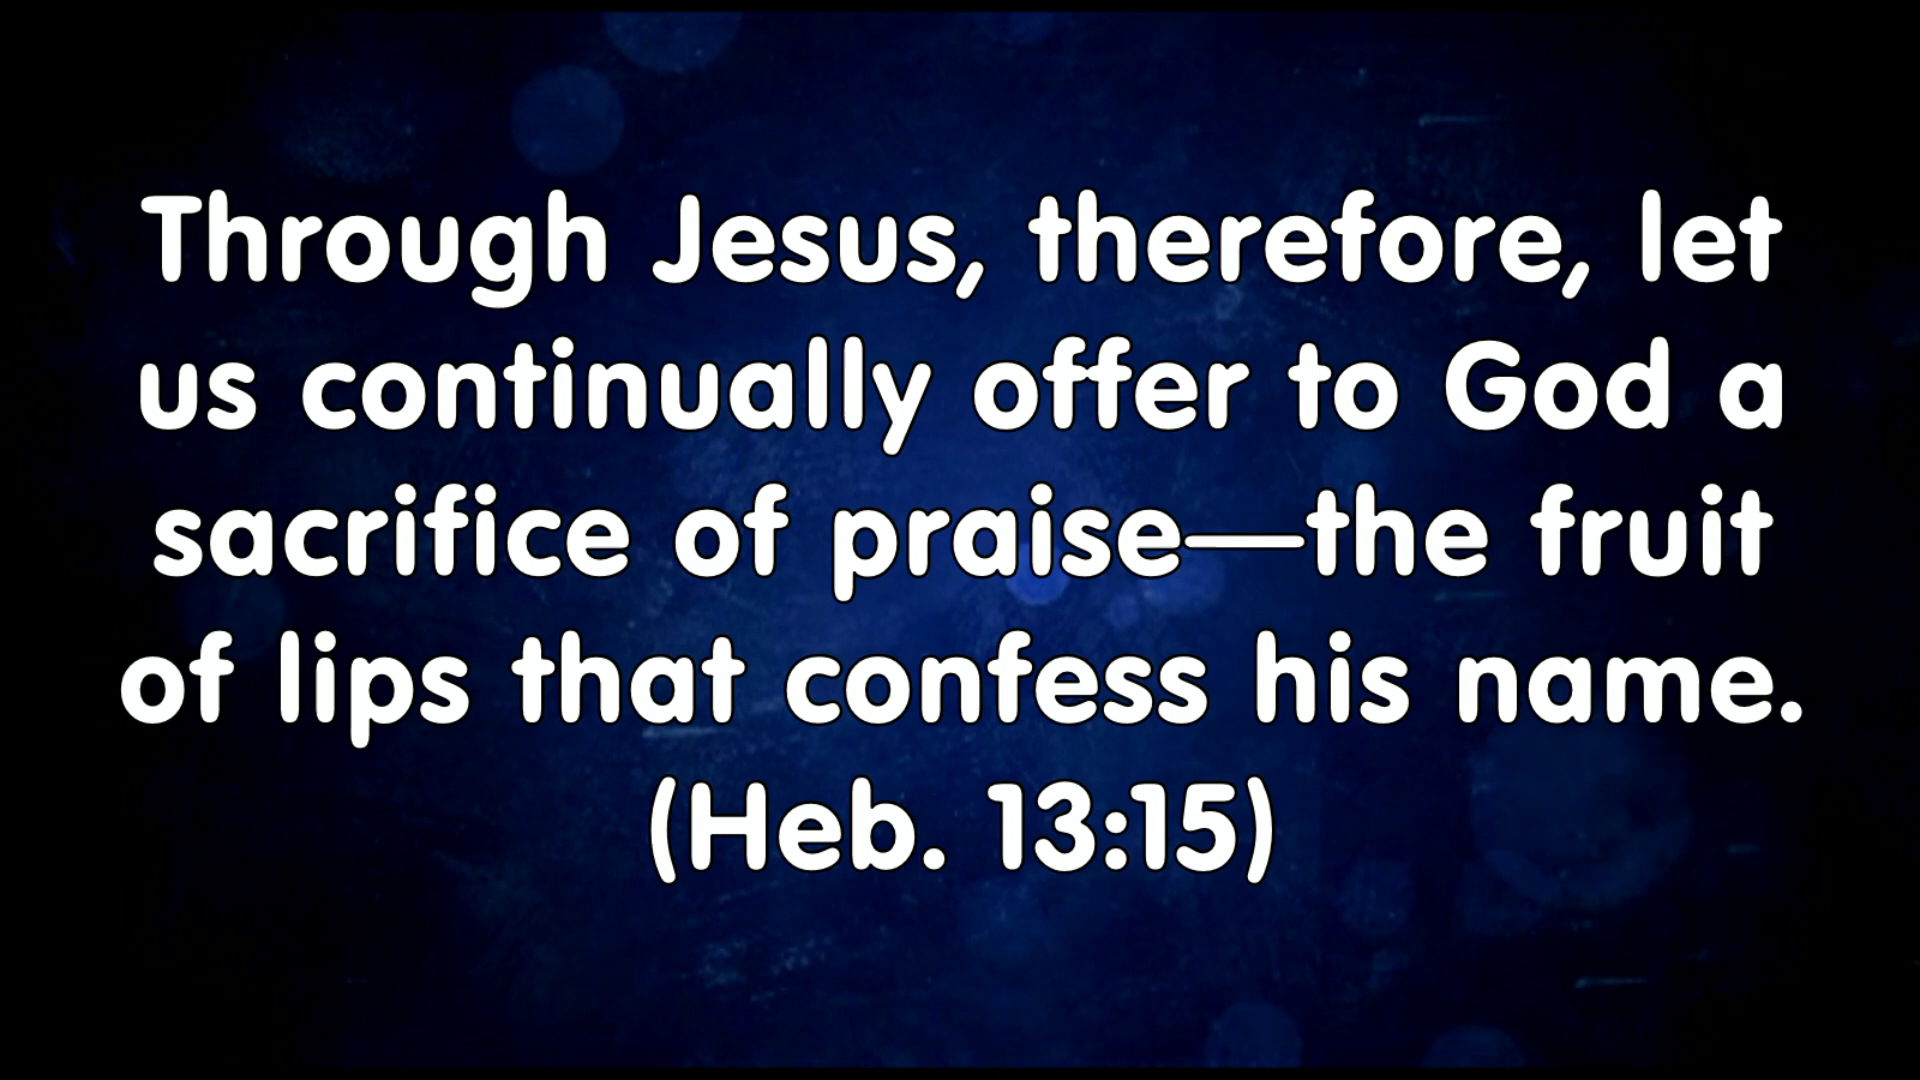 Through Jesus, therefore, let
us continually offer to God a
sacrifice of praise—the fruit
of lips that confess his name.
(Heb. 13:15)